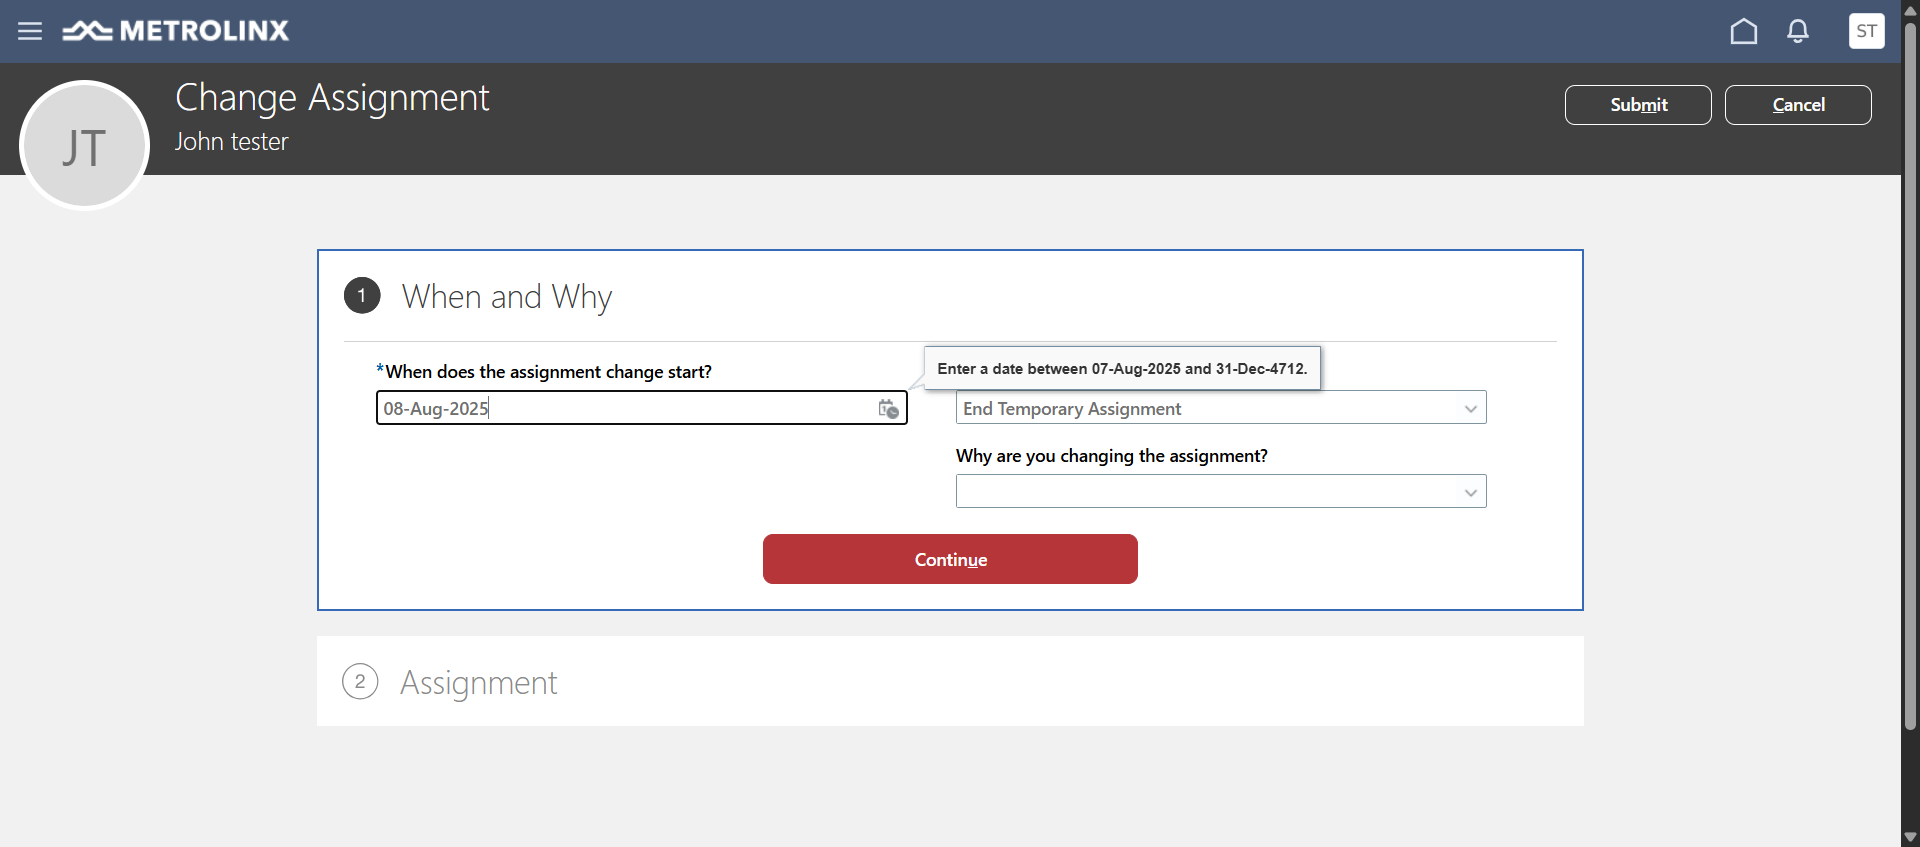 METROLINX
ST
JT
Change Assignment
John tester
Submit
Cancel
1
When and Why
*When does the assignment change start?
08-Aug-2025
Enter a date between 07-Aug-2025 and 31-Dec-4712.
End Temporary Assignment
Why are you changing the assignment?
Continue
2
Assignment